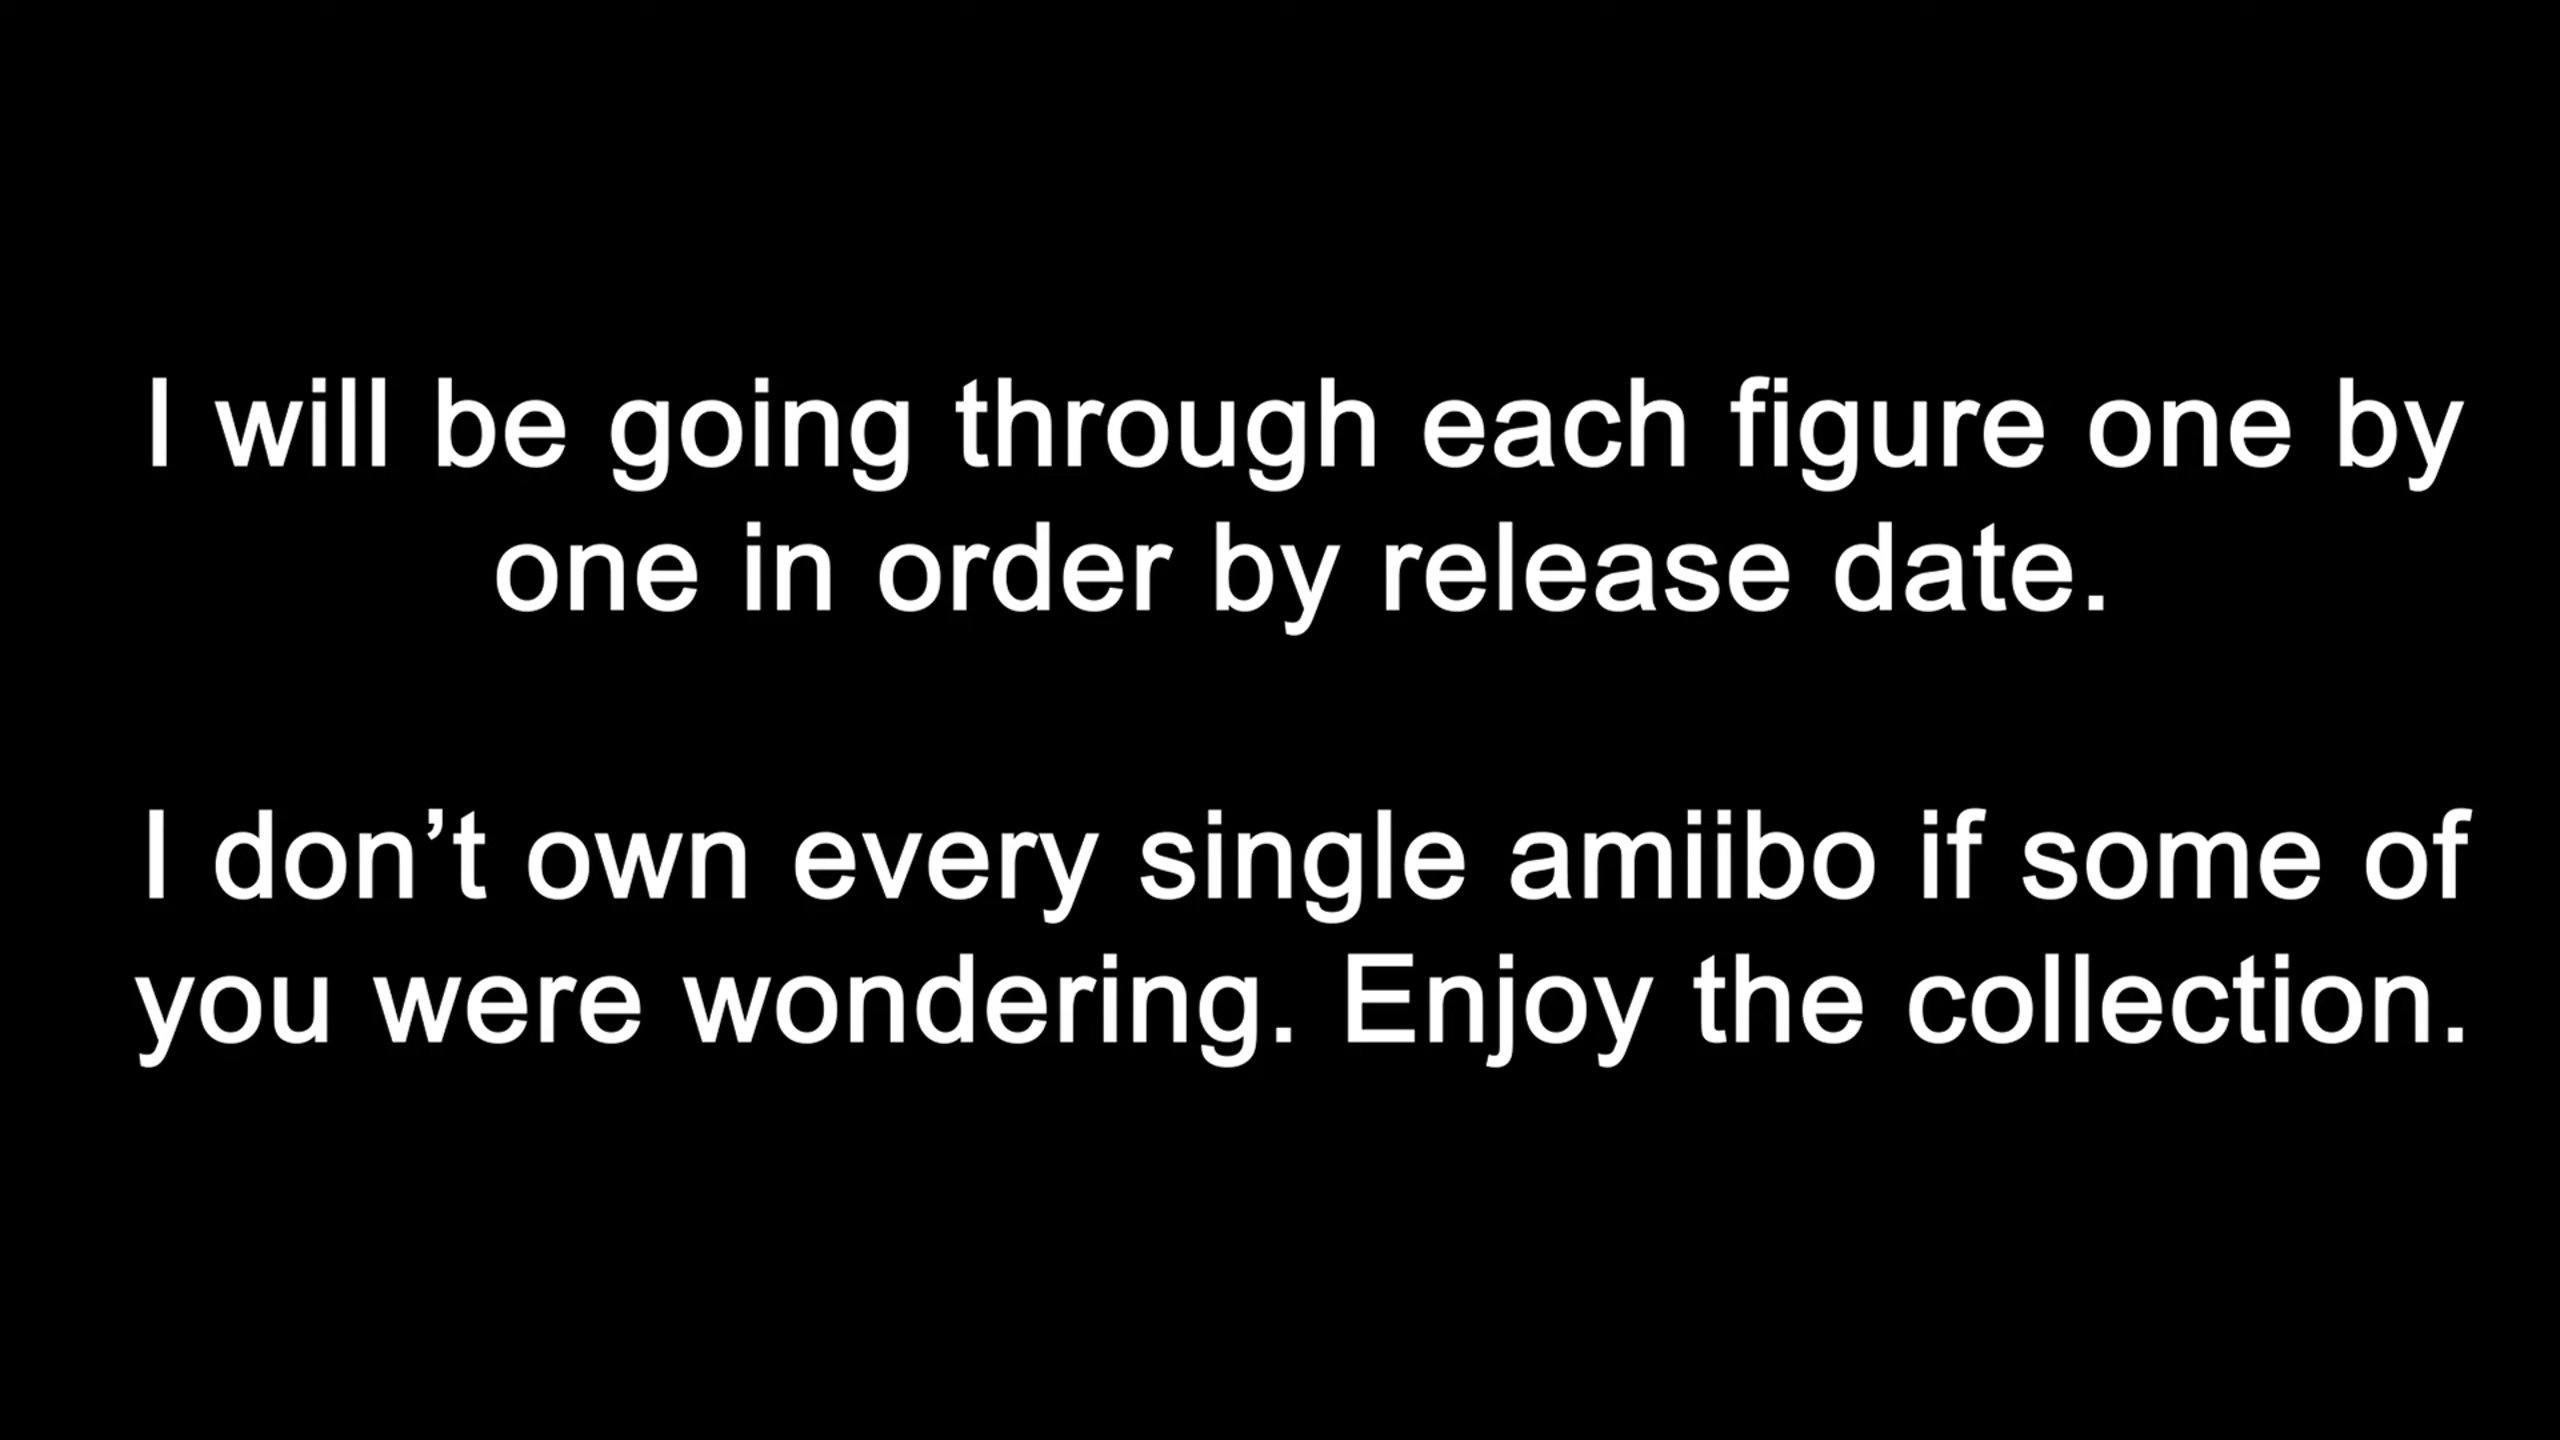 I will be going through each figure one by
one in order by release date.
I don’t own every single amiibo if some of
you were wondering. Enjoy the collection.